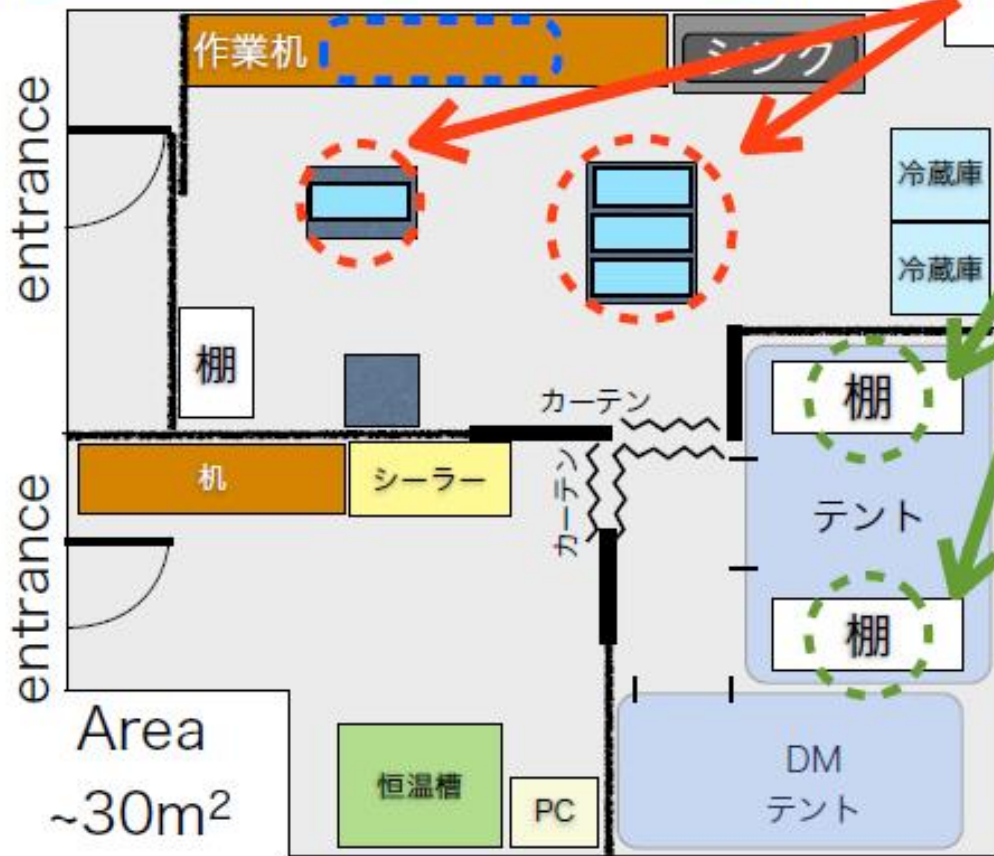 作業机
シンク
entrance
冷蔵庫
冷蔵庫
棚
棚
カーテン
机
シーラー
カーテン
テント
entrance
棚
Area
~30m²
恒温槽
PC
DM
テント